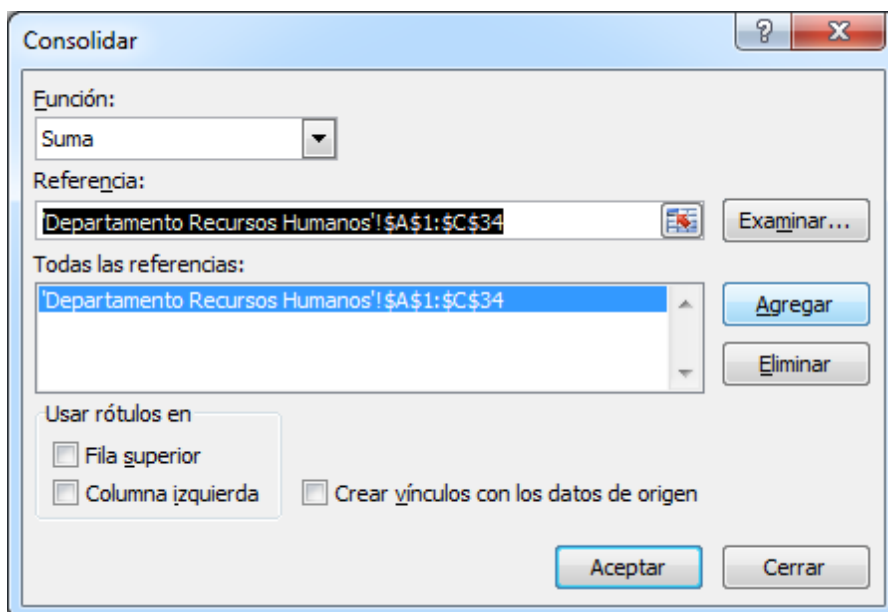 Consolidar
Función:
Suma
Referencia:
'Departamento Recursos Humanos'!$A$1:$C$34
Examinar...
Todas las referencias:
'Departamento Recursos Humanos'!$A$1:$C$34
Agregar
Eliminar
Usar rótulos en
Fila superior
Columna izquierda
Crear vínculos con los datos de origen
Aceptar
Cerrar